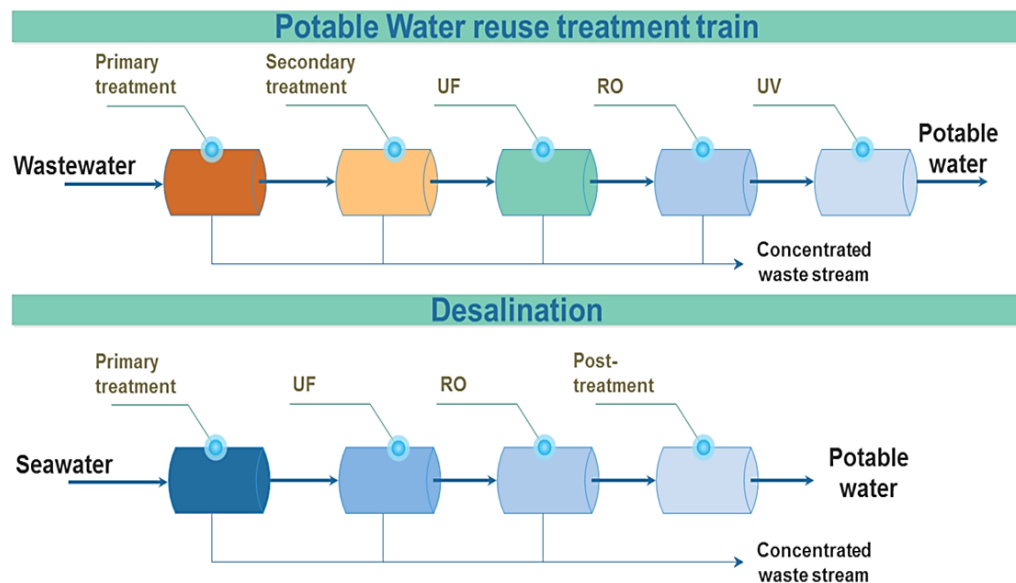 Potable Water reuse treatment train
Primary
treatment
Secondary
treatment
UF
RO
UV
Wastewater
Potable
water
Concentrated
waste stream
Desalination
Primary
treatment
UF
RO
Post-
treatment
Seawater
Potable
water
Concentrated
waste stream